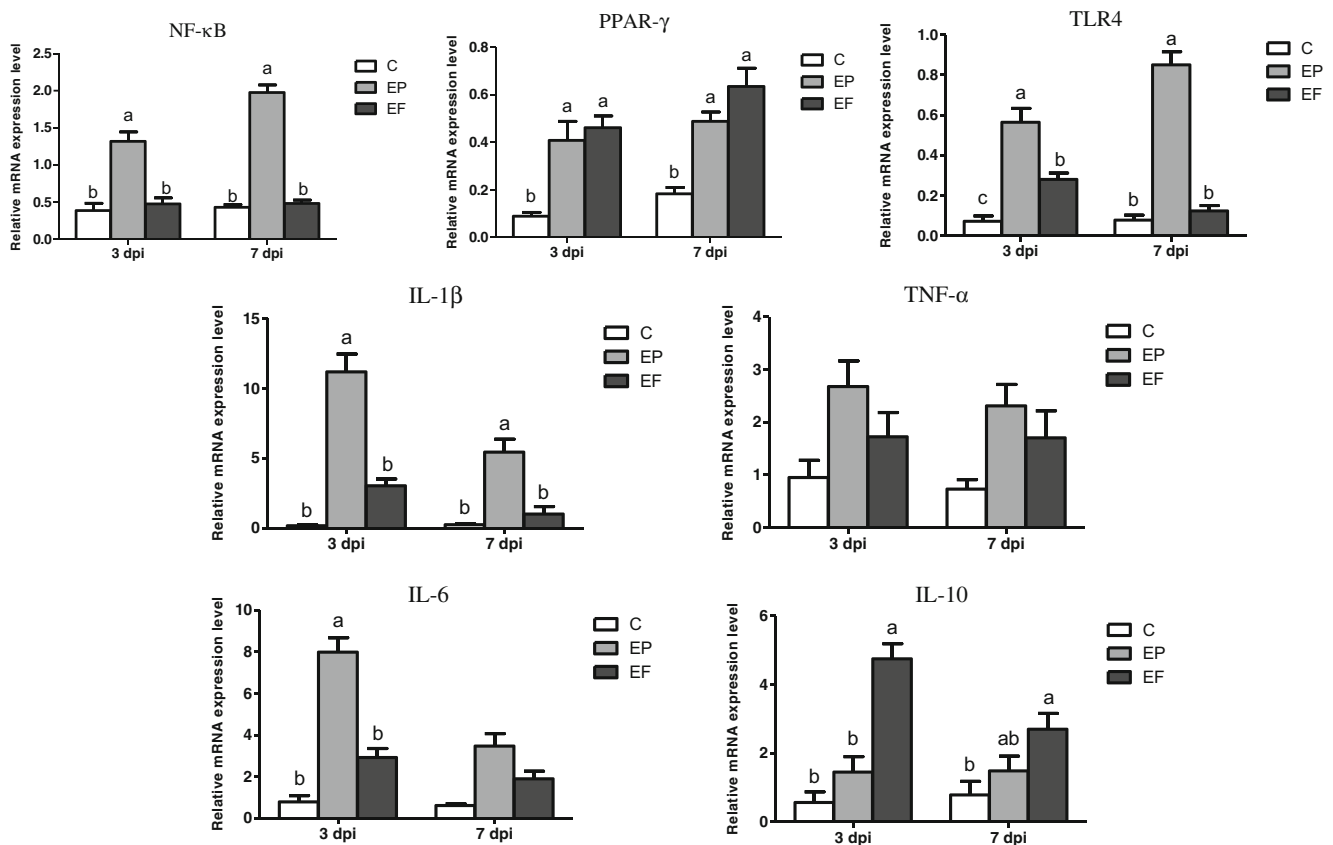 NF-κB
Relative mRNA expression level
2.5
2.0
1.5
1.0
0.5
0.0
b
a
b
b
a
b
3 dpi
7 dpi
C
EP
EF
PPAR-γ
Relative mRNA expression level
0.8
0.6
0.4
0.2
0.0
b
a
a
b
a
a
3 dpi
7 dpi
C
EP
EF
TLR4
Relative mRNA expression level
1.0
0.8
0.6
0.4
0.2
0.0
c
a
b
b
a
b
3 dpi
7 dpi
C
EP
EF
IL-1β
Relative mRNA expression level
15
10
5
0
b
a
b
b
a
b
3 dpi
7 dpi
C
EP
EF
TNF-α
Relative mRNA expression level
4
3
2
1
0
3 dpi
7 dpi
C
EP
EF
IL-6
Relative mRNA expression level
10
8
6
4
2
0
b
a
b
3 dpi
7 dpi
C
EP
EF
IL-10
Relative mRNA expression level
6
4
2
0
b
b
a
b
ab
a
3 dpi
7 dpi
C
EP
EF